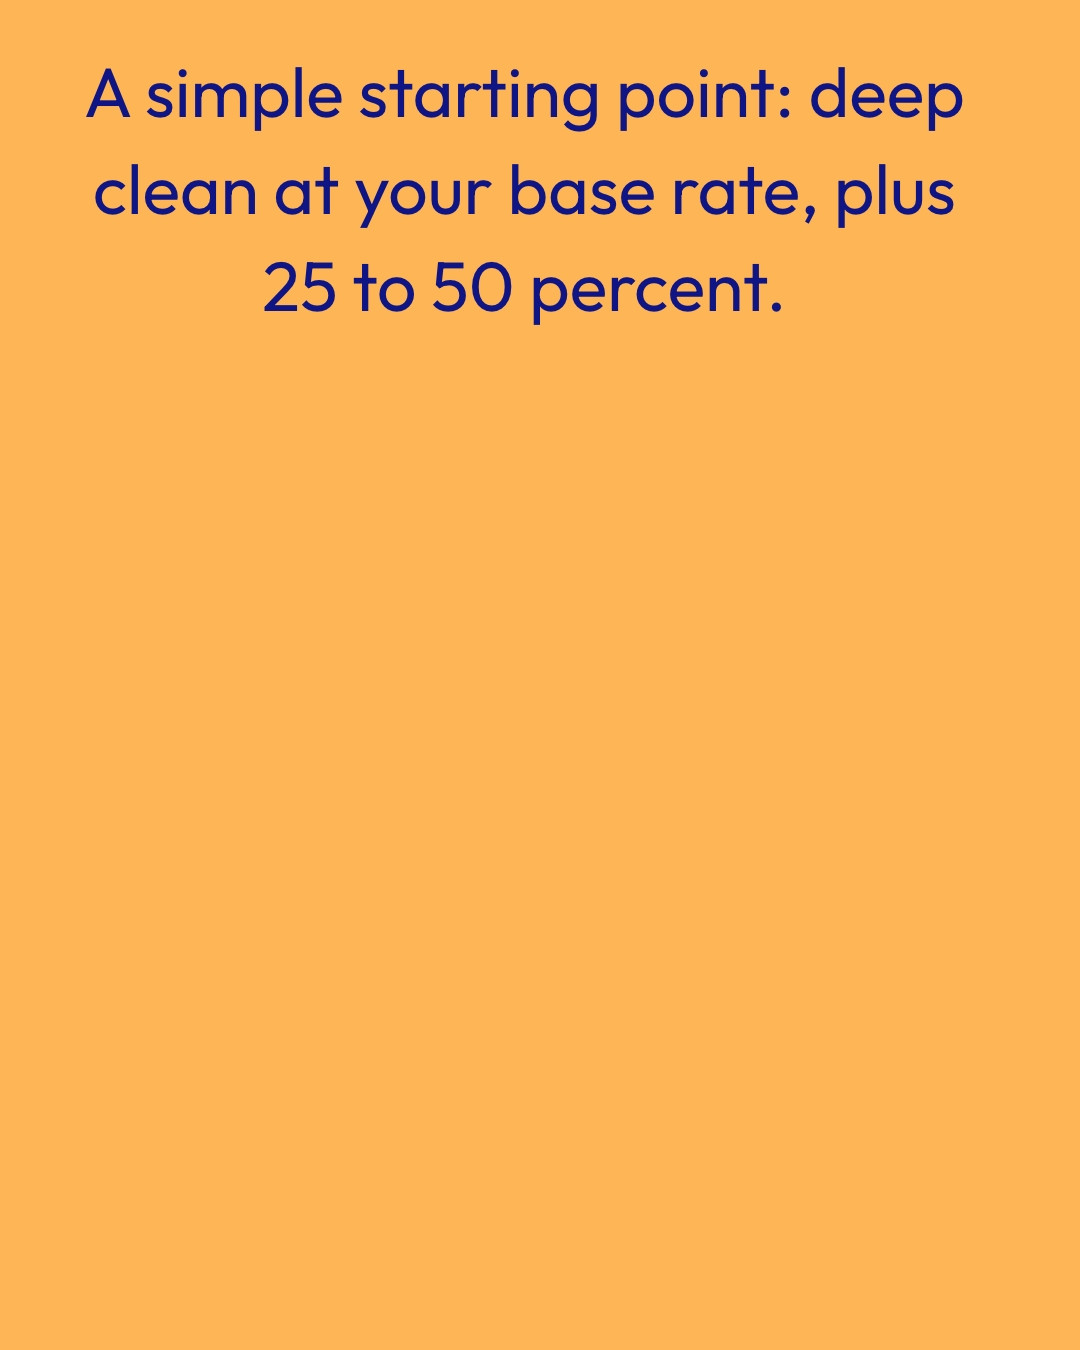 A simple starting point: deep
clean at your base rate, plus
25 to 50 percent.